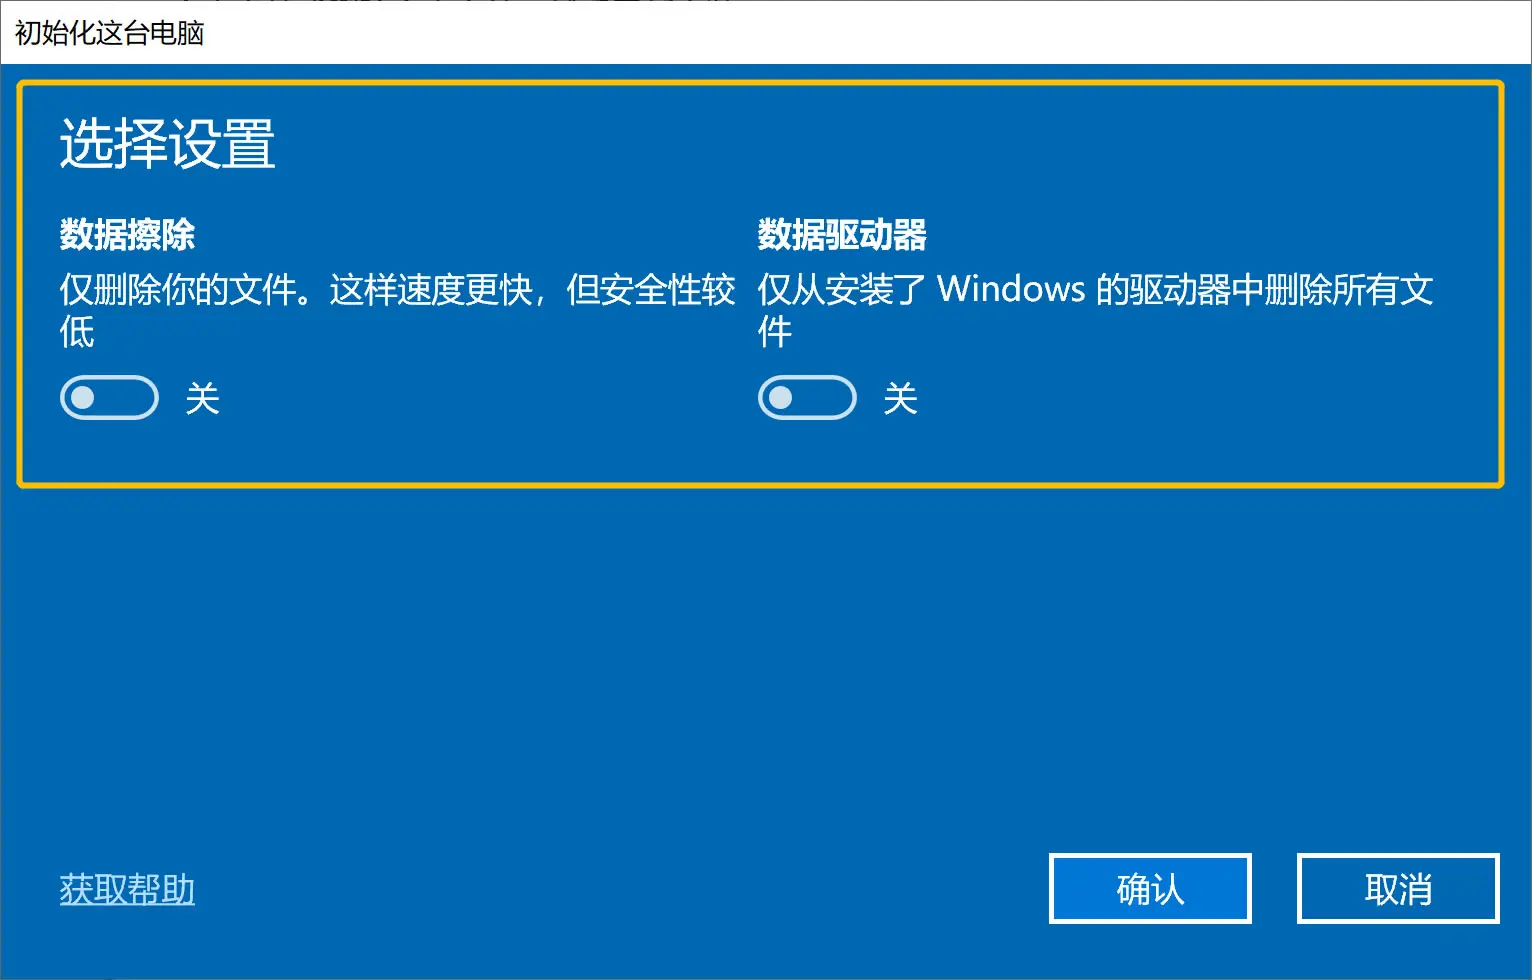 初始化这台电脑
选择设置
数据擦除
仅删除你的文件。这样速度更快，但安全性较
低
关
数据驱动器
仅从安装了 Windows 的驱动器中删除所有文
件
关
获取帮助
确认
取消